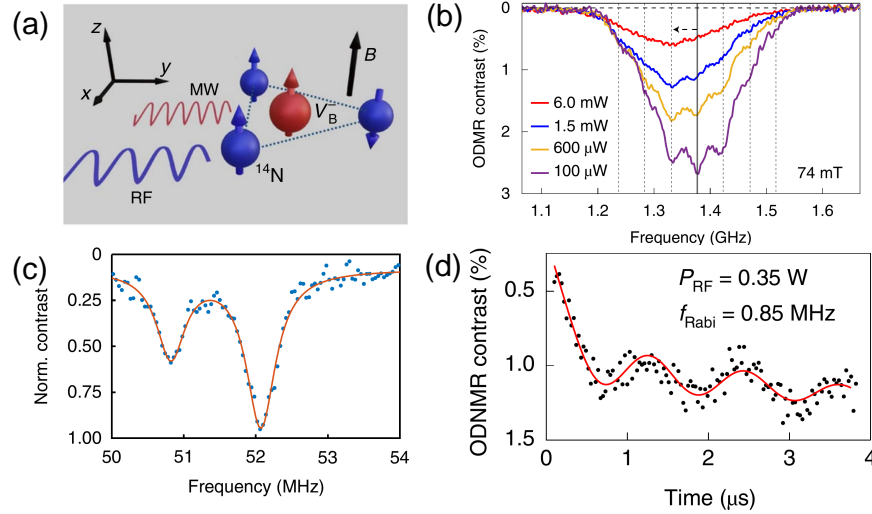 (a)
z
y
x
B
MW
V_B^-
^14N
RF
(b)
ODMR contrast (%)
0
1
2
3
6.0 mW
1.5 mW
600 μW
100 μW
74 mT
1.1 1.2 1.3 1.4 1.5 1.6
Frequency (GHz)
(c)
Norm. contrast
0
0.25
0.50
0.75
1.00
50 51 52 53 54
Frequency (MHz)
(d)
ODNMR contrast (%)
0.5
1.0
1.5
P_RF = 0.35 W
f_Rabi = 0.85 MHz
0 1 2 3 4
Time (μs)